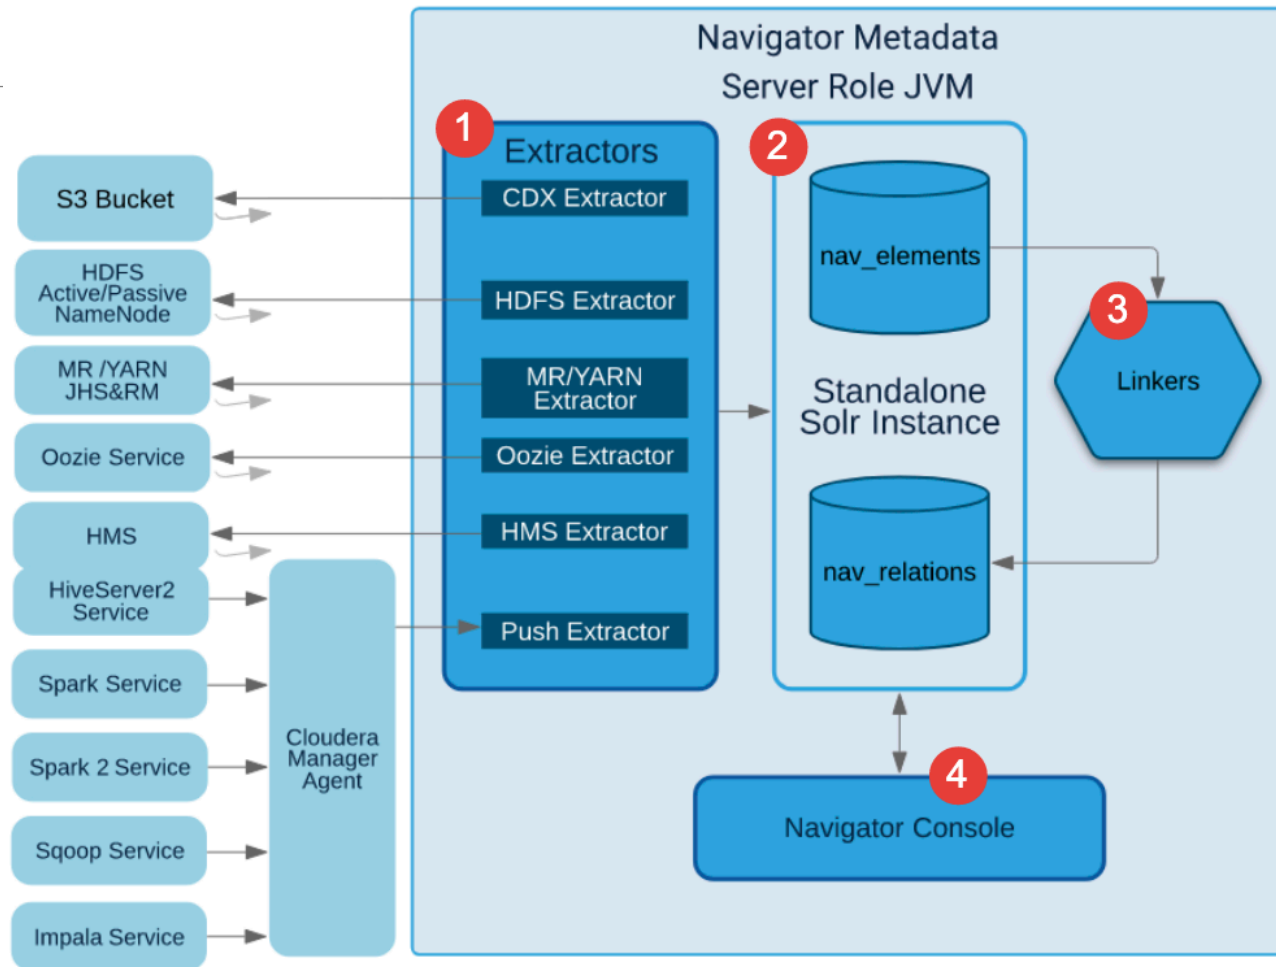 Navigator Metadata
Server Role JVM
1
Extractors
CDX Extractor
HDFS Extractor
MR/YARN
Extractor
Oozie Extractor
HMS Extractor
Push Extractor
S3 Bucket
HDFS
Active/Passive
NameNode
MR /YARN
JHS&RM
Oozie Service
HMS
HiveServer2
Service
Spark Service
Spark 2 Service
Sqoop Service
Impala Service
Cloudera
Manager
Agent
2
nav_elements
Standalone
Solr Instance
nav_relations
3
Linkers
4
Navigator Console